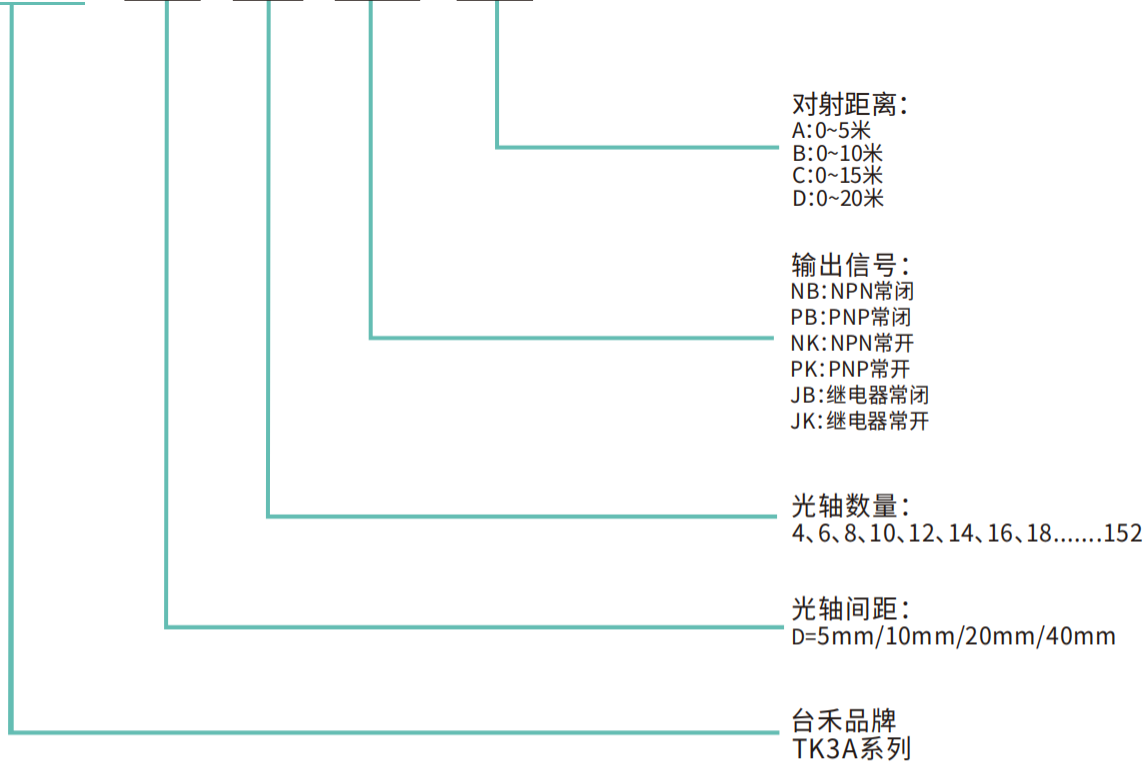 对射距离：
A：0~5米
B：0~10米
C：0~15米
D：0~20米
输出信号：
NB：NPN常闭
PB：PNP常闭
NK：NPN常开
PK：PNP常开
JB：继电器常闭
JK：继电器常开
光轴数量：
4、6、8、10、12、14、16、18.......152
光轴间距：
D=5mm/10mm/20mm/40mm
台禾品牌
TK3A系列